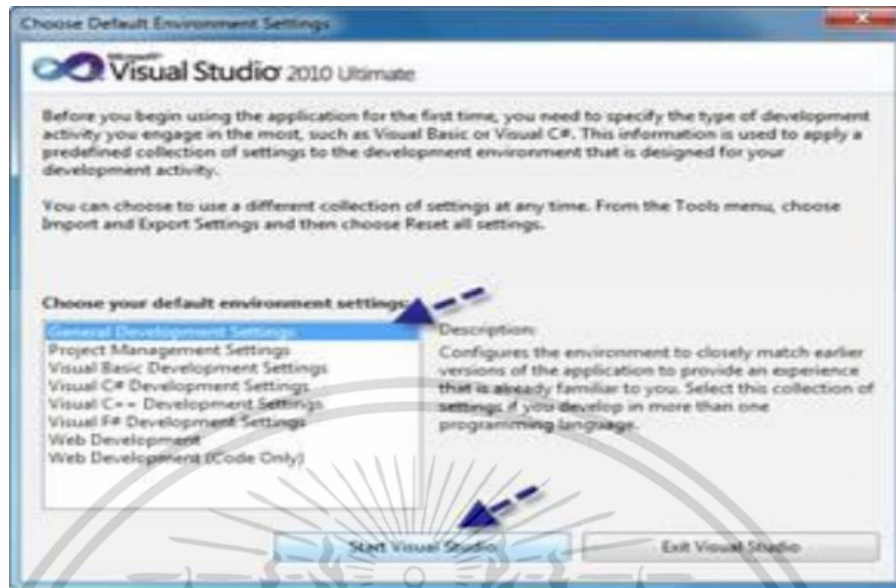 Choose Default Environment Settings
Microsoft
Visual Studio 2010 Ultimate
Before you begin using the application for the first time, you need to specify the type of development
activity you engage in the most, such as Visual Basic or Visual C#. This information is used to apply a
predefined collection of settings to the development environment that is designed for your
development activity.
You can choose to use a different collection of settings at any time. From the Tools menu, choose
Import and Export Settings and then choose Reset all settings.
Choose your default environment settings:
General Development Settings
Project Management Settings
Visual Basic Development Settings
Visual C# Development Settings
Visual C++ Development Settings
Visual F# Development Settings
Web Development
Web Development (Code Only)
Description:
Configures the environment to closely match earlier
versions of the application to provide an experience
that is already familiar to you. Select this collection of
settings if you develop in more than one
programming language.
Start Visual Studio
Exit Visual Studio